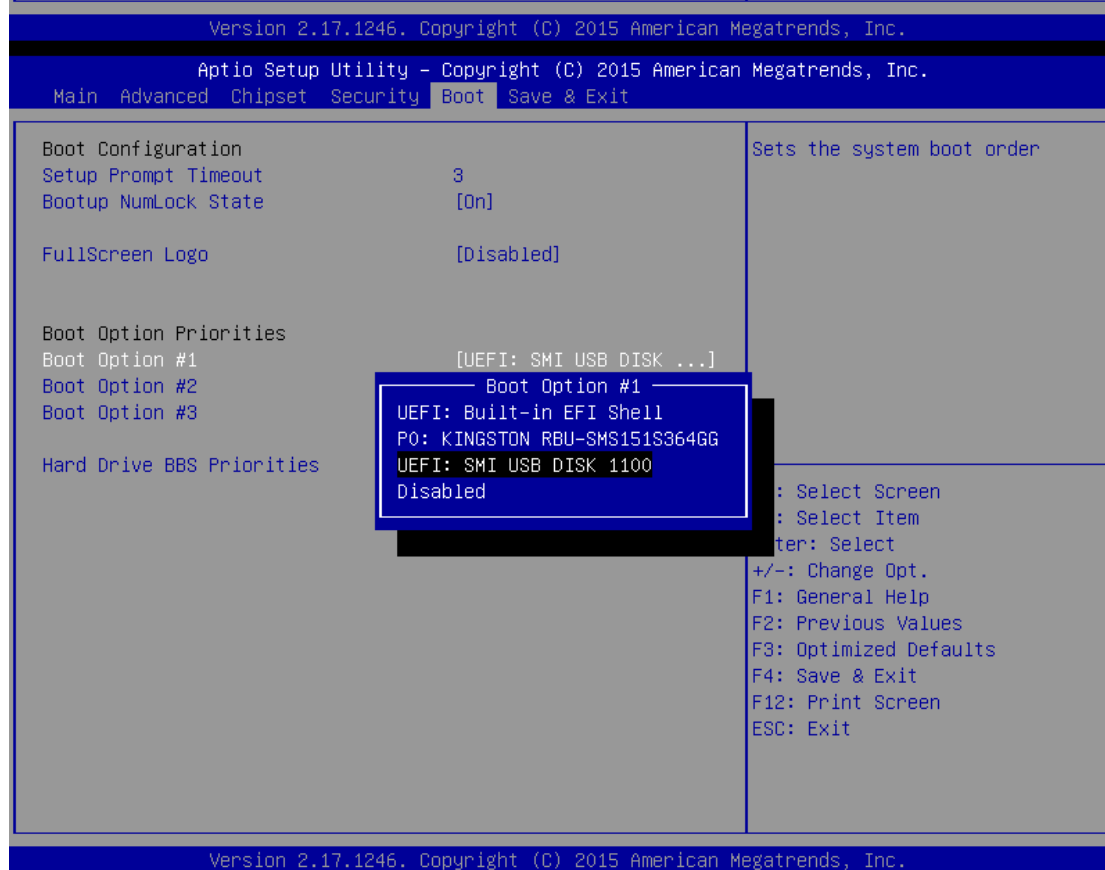 Version 2.17.1246. Copyright (C) 2015 American Megatrends, Inc.
Aptio Setup Utility – Copyright (C) 2015 American Megatrends, Inc.
Main Advanced Chipset Security Boot Save & Exit
Boot Configuration
Setup Prompt Timeout 3
Bootup NumLock State [On]
FullScreen Logo [Disabled]
Boot Option Priorities
Boot Option #1 [UEFI: SMI USB DISK ...]
Boot Option #2
Boot Option #3
Hard Drive BBS Priorities
Boot Option #1
UEFI: Built-in EFI Shell
P0: KINGSTON RBU-SMS151S364GG
UEFI: SMI USB DISK 1100
Disabled
Sets the system boot order
: Select Screen
: Select Item
ter: Select
+/-: Change Opt.
F1: General Help
F2: Previous Values
F3: Optimized Defaults
F4: Save & Exit
F12: Print Screen
ESC: Exit
Version 2.17.1246. Copyright (C) 2015 American Megatrends, Inc.